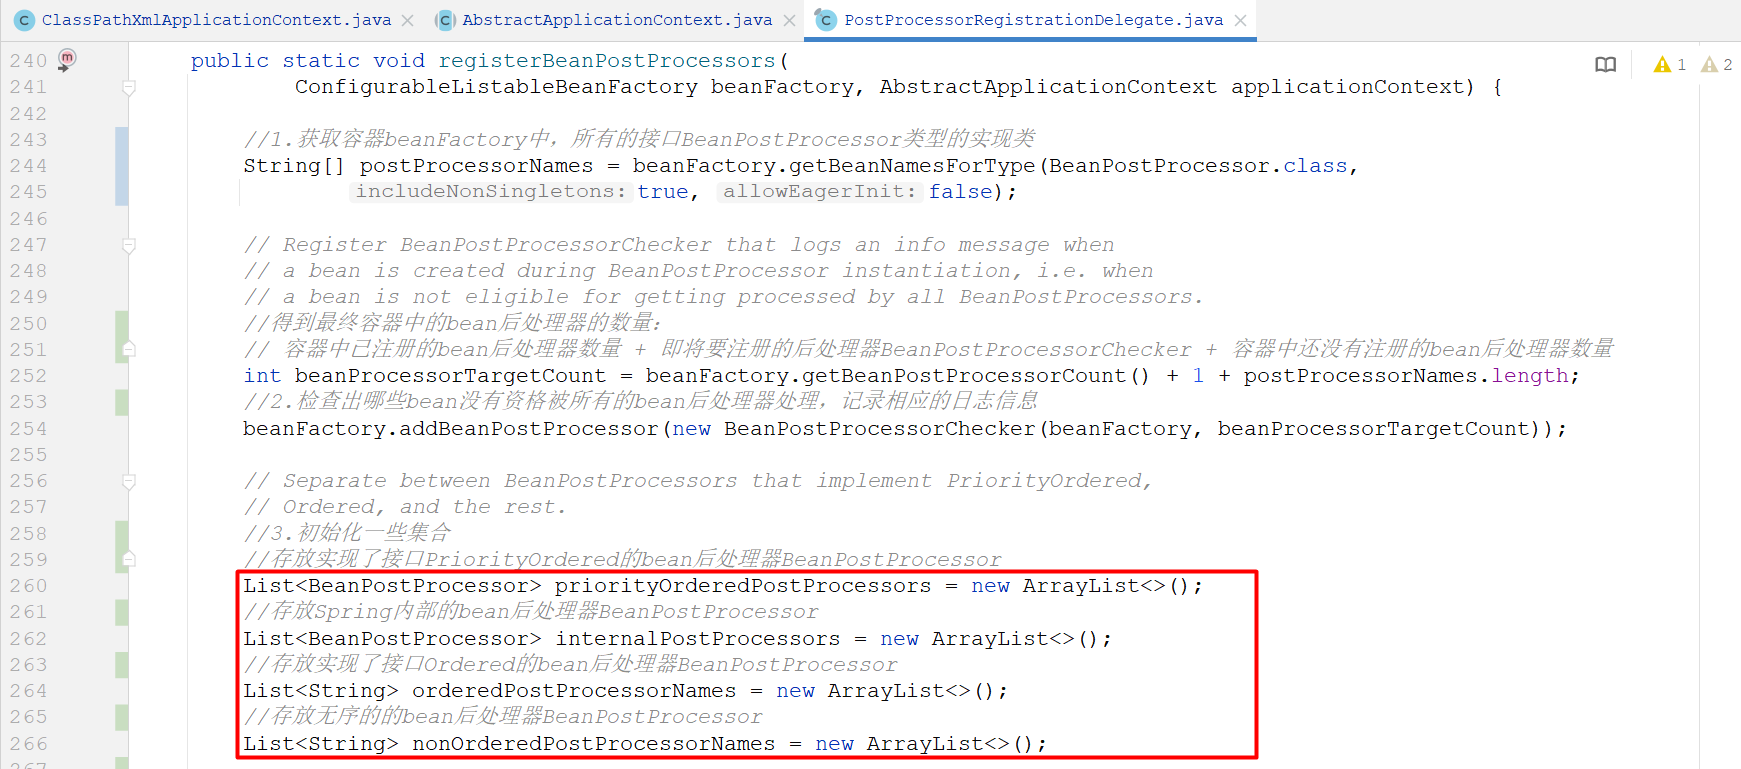 ClassPathXmlApplicationContext.java AbstractApplicationContext.java PostProcessorRegistrationDelegate.java
240 public static void registerBeanPostProcessors(
1 2
241 ConfigurableListableBeanFactory beanFactory, AbstractApplicationContext applicationContext) {
242
243 //1.获取容器beanFactory中，所有的接口BeanPostProcessor类型的实现类
244 String[] postProcessorNames = beanFactory.getBeanNamesForType(BeanPostProcessor.class,
245 includeNonSingletons: true, allowEagerInit: false);
246
247 // Register BeanPostProcessorChecker that logs an info message when
248 // a bean is created during BeanPostProcessor instantiation, i.e. when
249 // a bean is not eligible for getting processed by all BeanPostProcessors.
250 //得到最终容器中的bean后处理器的数量：
251 // 容器中已注册的bean后处理器数量 + 即将要注册的后处理器BeanPostProcessorChecker + 容器中还没有注册的bean后处理器数量
252 int beanProcessorTargetCount = beanFactory.getBeanPostProcessorCount() + 1 + postProcessorNames.length;
253 //2.检查出哪些bean没有资格被所有的bean后处理器处理，记录相应的日志信息
254 beanFactory.addBeanPostProcessor(new BeanPostProcessorChecker(beanFactory, beanProcessorTargetCount));
255
256 // Separate between BeanPostProcessors that implement PriorityOrdered,
257 // Ordered, and the rest.
258 //3.初始化一些集合
259 //存放实现了接口PriorityOrdered的bean后处理器BeanPostProcessor
260 List<BeanPostProcessor> priorityOrderedPostProcessors = new ArrayList<>();
261 //存放Spring内部的bean后处理器BeanPostProcessor
262 List<BeanPostProcessor> internalPostProcessors = new ArrayList<>();
263 //存放实现了接口Ordered的bean后处理器BeanPostProcessor
264 List<String> orderedPostProcessorNames = new ArrayList<>();
265 //存放无序的的bean后处理器BeanPostProcessor
266 List<String> nonOrderedPostProcessorNames = new ArrayList<>();
267